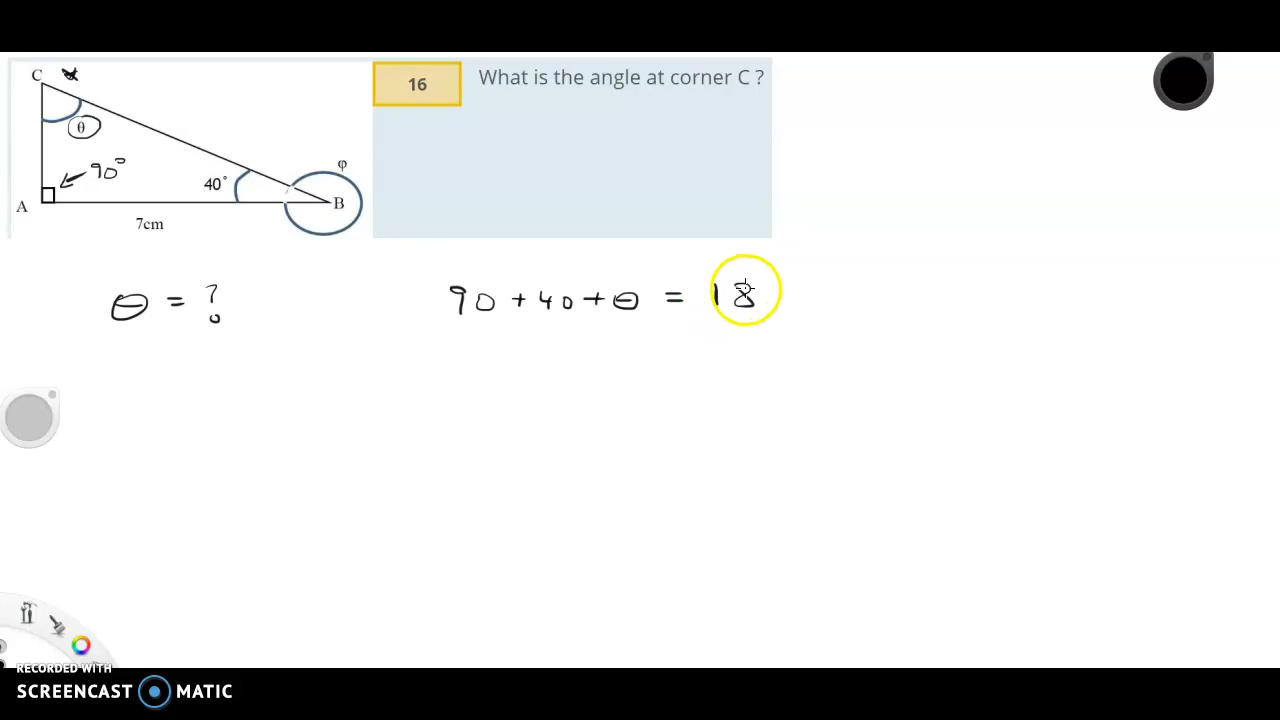 C
θ
90°
40°
φ
A
B
7cm
16
What is the angle at corner C ?
θ = ?
90 + 40 + θ = 18
RECORDED WITH
SCREENCAST MATIC